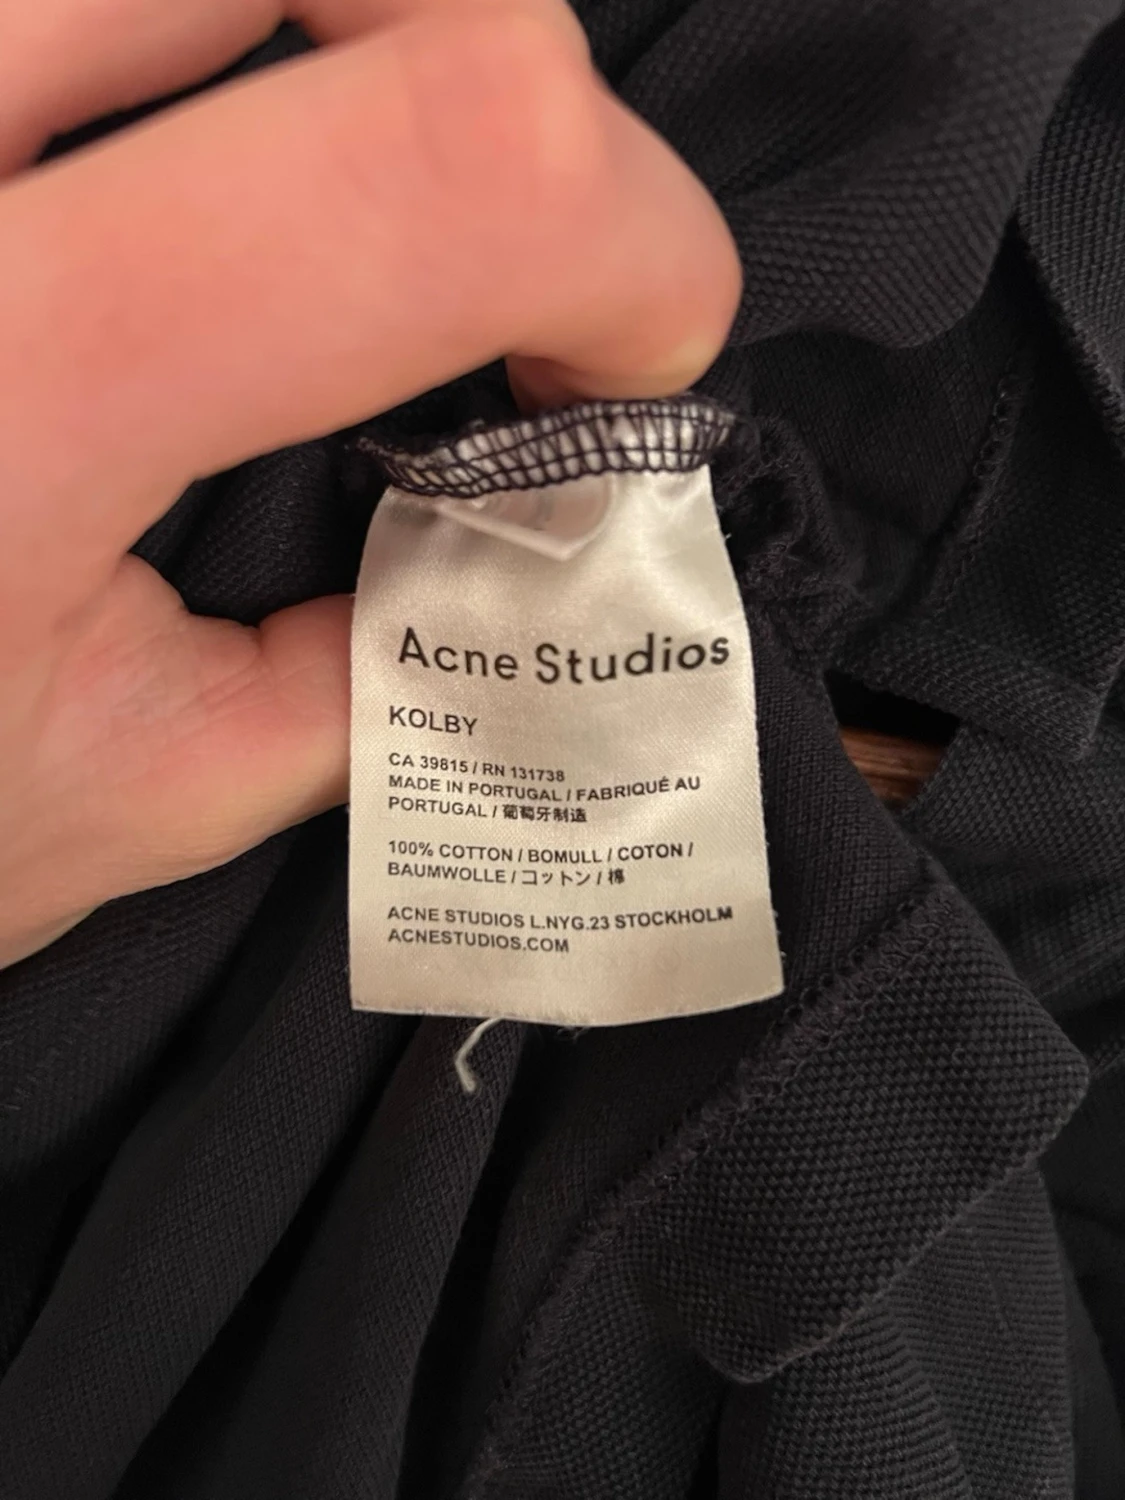 Acne Studios
KOLBY
CA 39815 / RN 131738
MADE IN PORTUGAL / FABRIQUÉ AU
PORTUGAL / 葡萄牙制造
100% COTTON / BOMULL / COTON /
BAUMWOLLE / コットン / 棉
ACNE STUDIOS L.NYG.23 STOCKHOLM
ACNESTUDIOS.COM